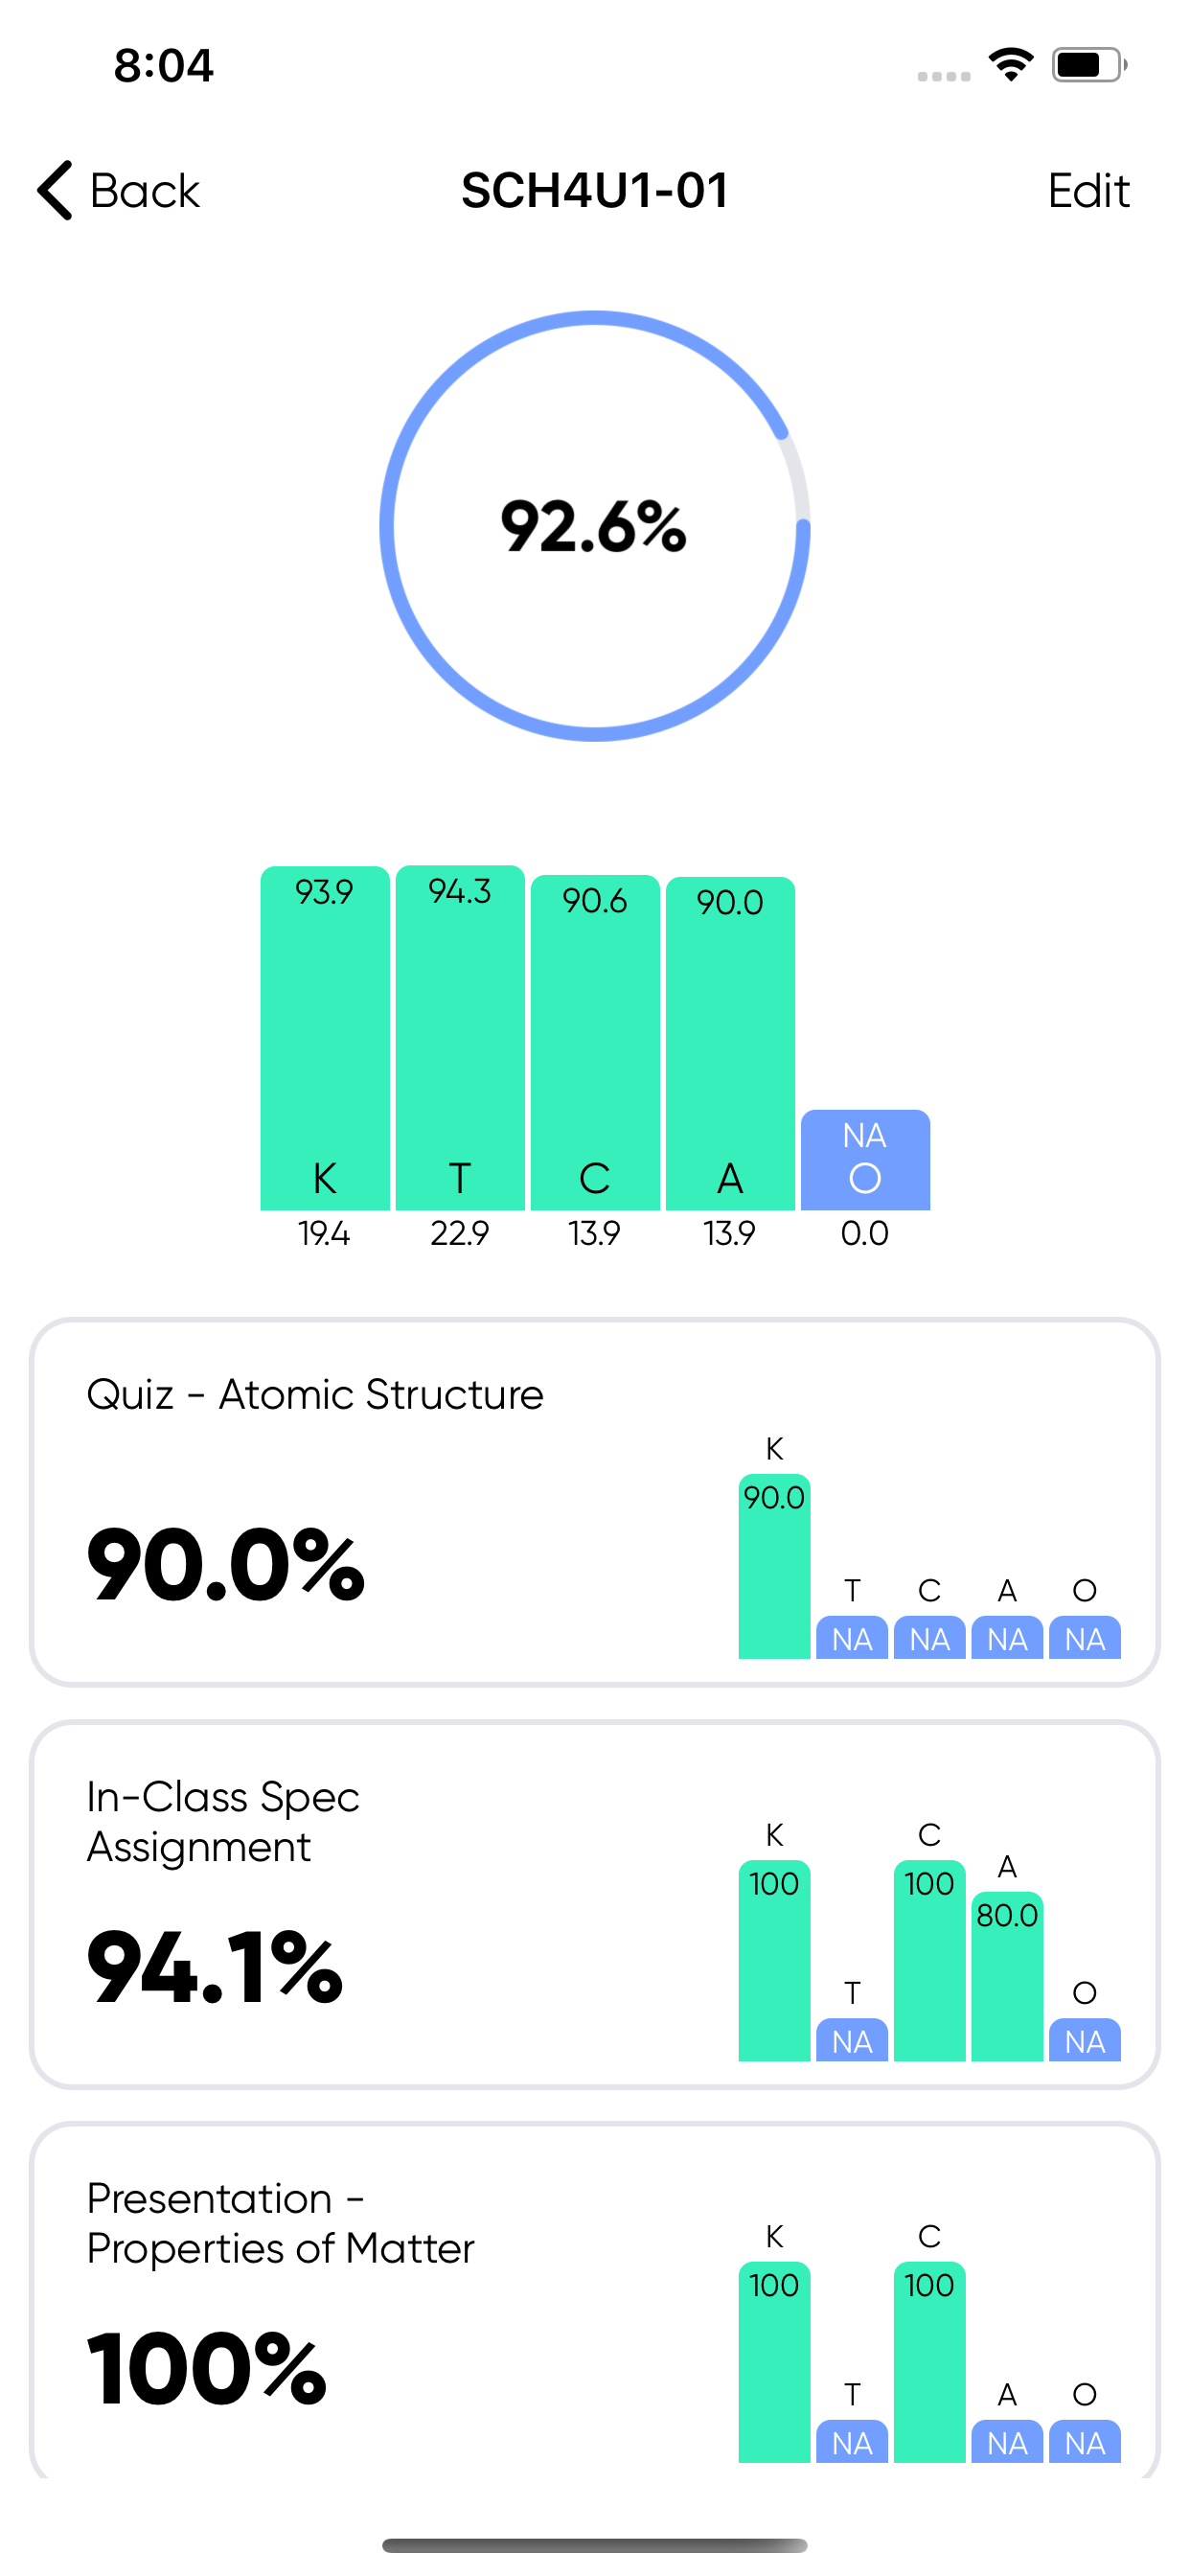 8:04
Back
SCH4U1-01
Edit
92.6%
93.9 94.3 90.6 90.0 NA
K T C A O
19.4 22.9 13.9 13.9 0.0
Quiz - Atomic Structure
90.0%
K
90.0
T C A O
NA NA NA NA
In-Class Spec
Assignment
94.1%
K C
A
100 100
80.0
T O
NA NA
Presentation -
Properties of Matter
100%
K C
100 100
T A O
NA NA NA